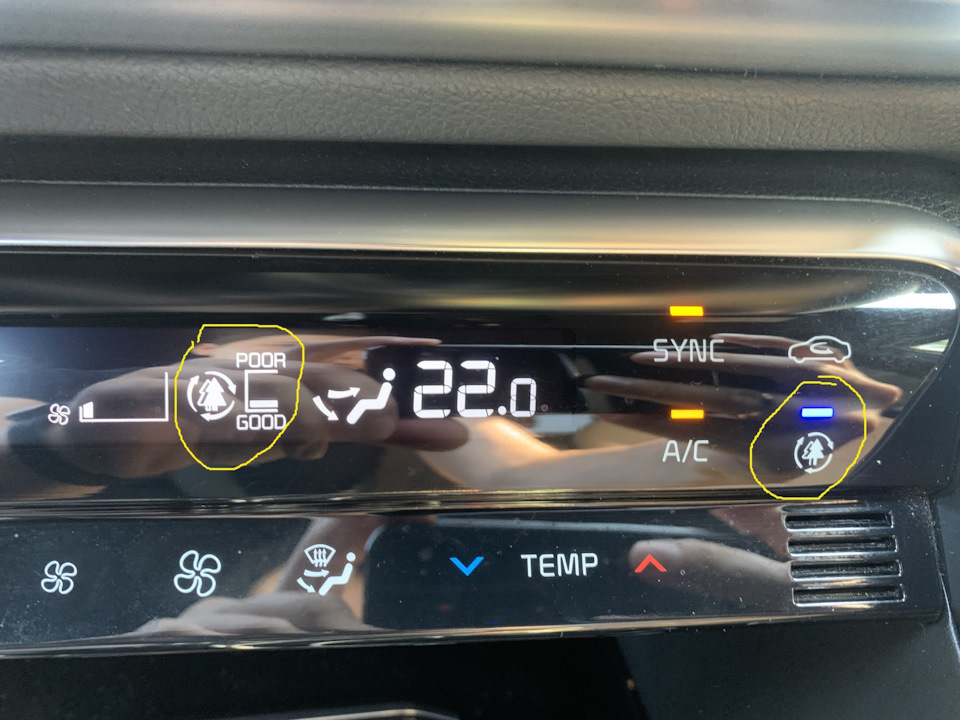 POOR
GOOD
22.0
SYNC
A/C
TEMP